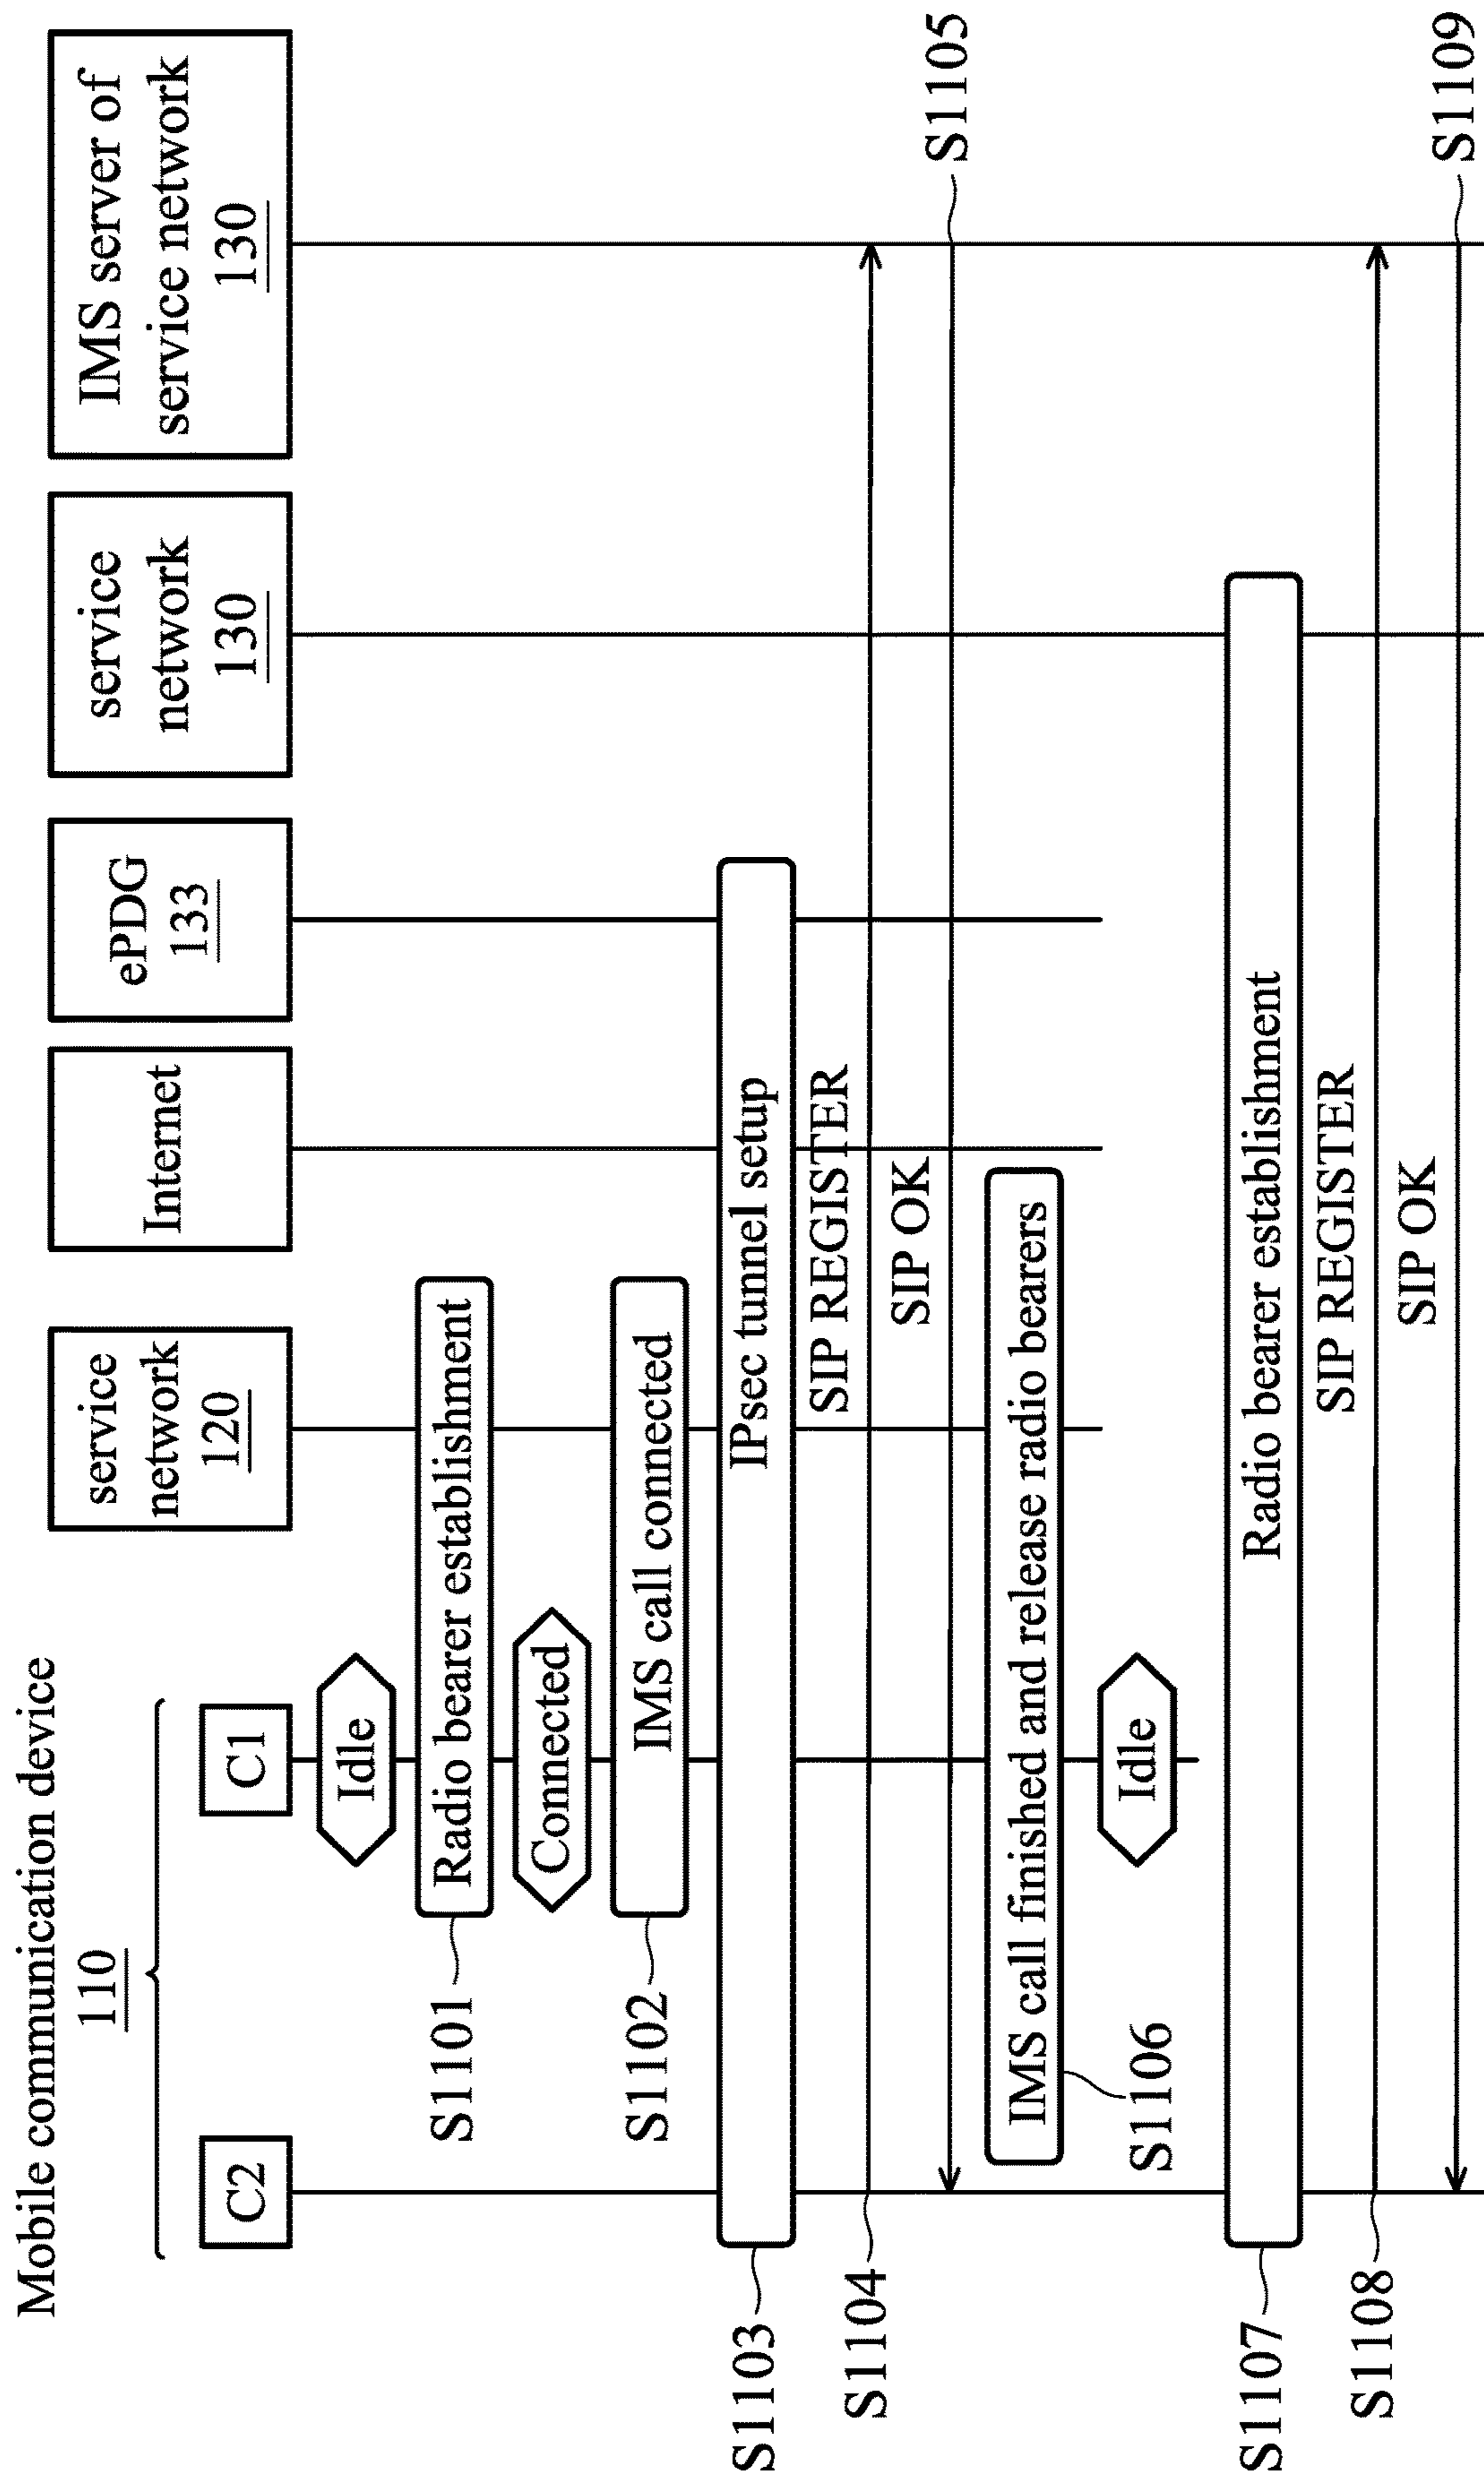 Mobile communication device
110
C2
C1
service
network
120
Internet
ePDG
133
service
network
130
IMS server of
service network
130
Idle
S1101
Radio bearer establishment
Connected
S1102
IMS call connected
S1103
IPsec tunnel setup
S1104
SIP REGISTER
SIP OK
S1105
IMS call finished and release radio bearers
S1106
Idle
S1107
Radio bearer establishment
S1108
SIP REGISTER
SIP OK
S1109